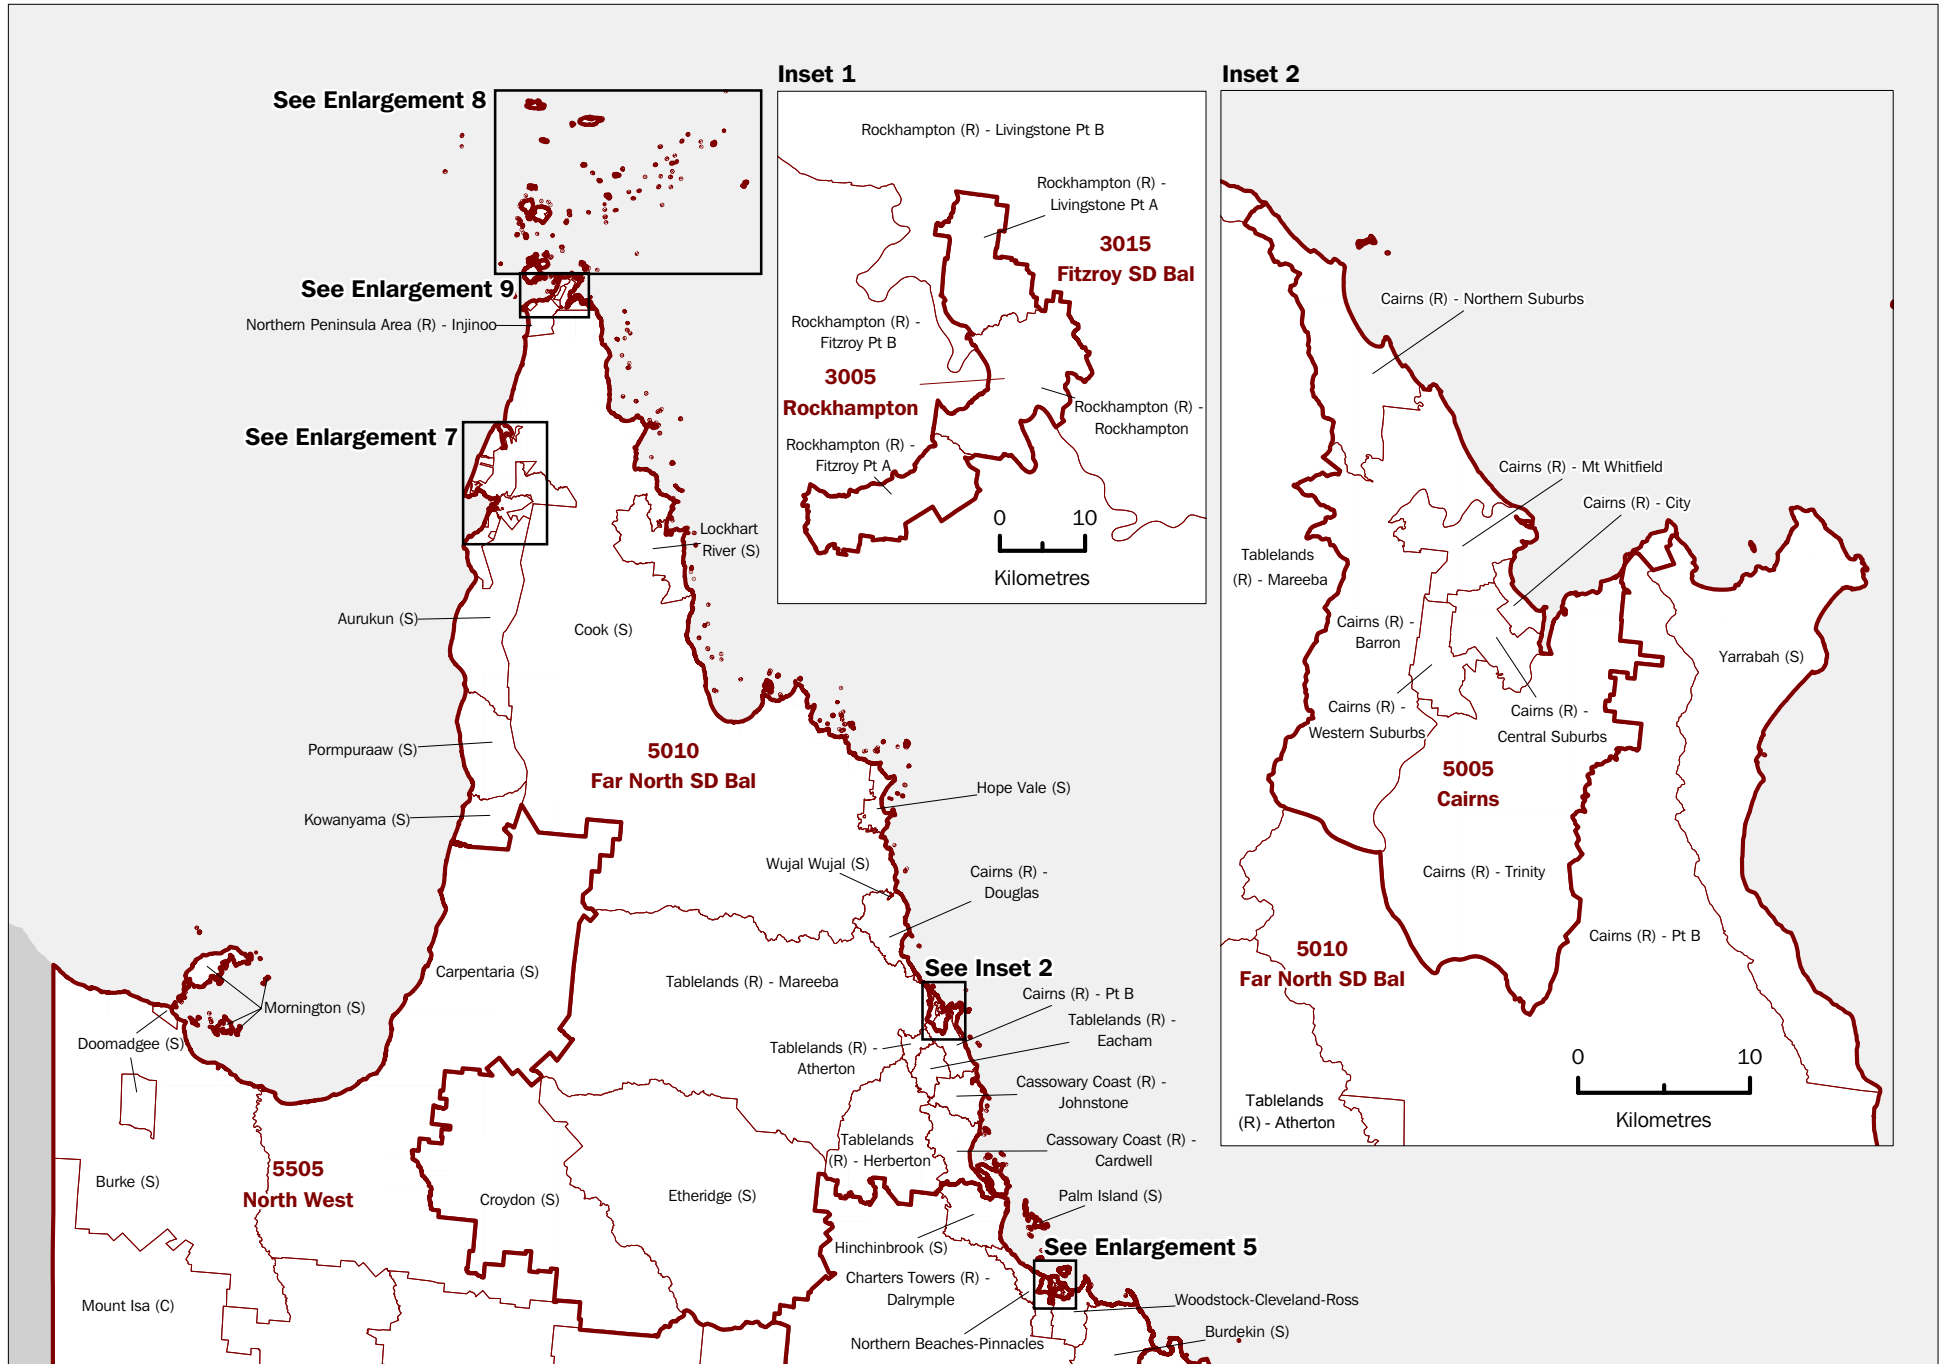 Inset 1
Inset 2
See Enlargement 8
Rockhampton (R) - Livingstone Pt B
Rockhampton (R) -
Livingstone Pt A
3015
Fitzroy SD Bal
See Enlargement 9
Northern Peninsula Area (R) - Injinoo
Rockhampton (R) -
Fitzroy Pt B
3005
Rockhampton
Rockhampton (R) -
Rockhampton
Rockhampton (R) -
Fitzroy Pt A
0 10
Kilometres
Cairns (R) - Northern Suburbs
Cairns (R) - Mt Whitfield
Cairns (R) - City
Tablelands
(R) - Mareeba
Cairns (R) -
Barron
Yarrabah (S)
Cairns (R) -
Western Suburbs
Cairns (R) -
Central Suburbs
5005
Cairns
Cairns (R) - Trinity
Cairns (R) - Pt B
5010
Far North SD Bal
0 10
Kilometres
Tablelands
(R) - Atherton
See Enlargement 7
Lockhart
River (S)
Aurukun (S)
Cook (S)
Pormpuraaw (S)
5010
Far North SD Bal
Hope Vale (S)
Kowanyama (S)
Wujal Wujal (S)
Cairns (R) -
Douglas
See Inset 2
Carpentaria (S)
Tablelands (R) - Mareeba
Cairns (R) - Pt B
Mornington (S)
Tablelands (R) -
Eacham
Doomadgee (S)
Tablelands (R) -
Atherton
Cassowary Coast (R) -
Johnstone
Tablelands
(R) - Herberton
Cassowary Coast (R) -
Cardwell
5505
North West
Burke (S)
Croydon (S)
Etheridge (S)
Palm Island (S)
Hinchinbrook (S)
See Enlargement 5
Charters Towers (R) -
Dalrymple
Mount Isa (C)
Woodstock-Cleveland-Ross
Northern Beaches-Pinnacles
Burdekin (S)